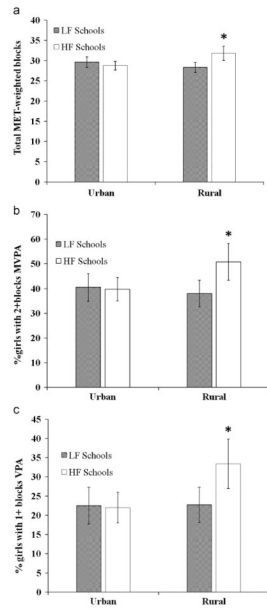 a
Total MET-weighted blocks
40
35
30
25
20
15
10
5
0
LF Schools
HF Schools
*
Urban Rural
b
%girls with 2+blocks MVPA
70
60
50
40
30
20
10
0
LF Schools
HF Schools
*
Urban Rural
c
% girls with 1+ blocks VPA
45
40
35
30
25
20
15
10
5
0
LF Schools
HF Schools
*
Urban Rural